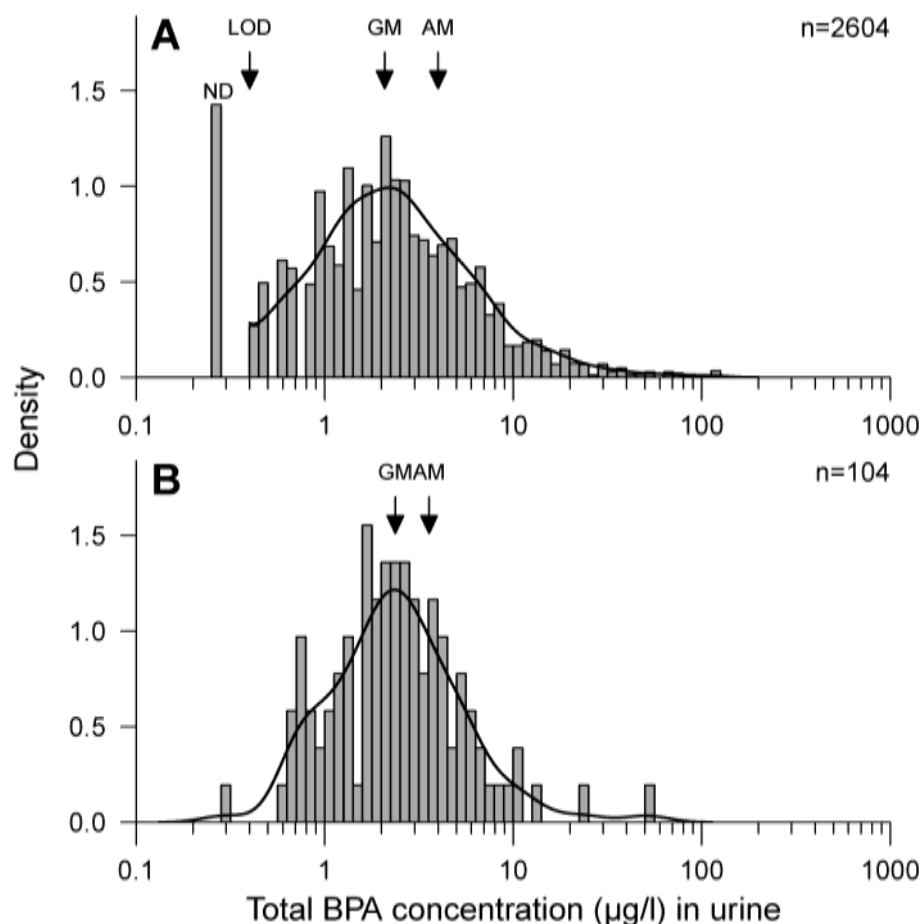 A
LOD
GM
AM
n=2604
ND
1.5
1.0
0.5
0.0
0.1
1
10
100
1000
Density
B
GMAM
n=104
1.5
1.0
0.5
0.0
0.1
1
10
100
1000
Total BPA concentration (µg/l) in urine